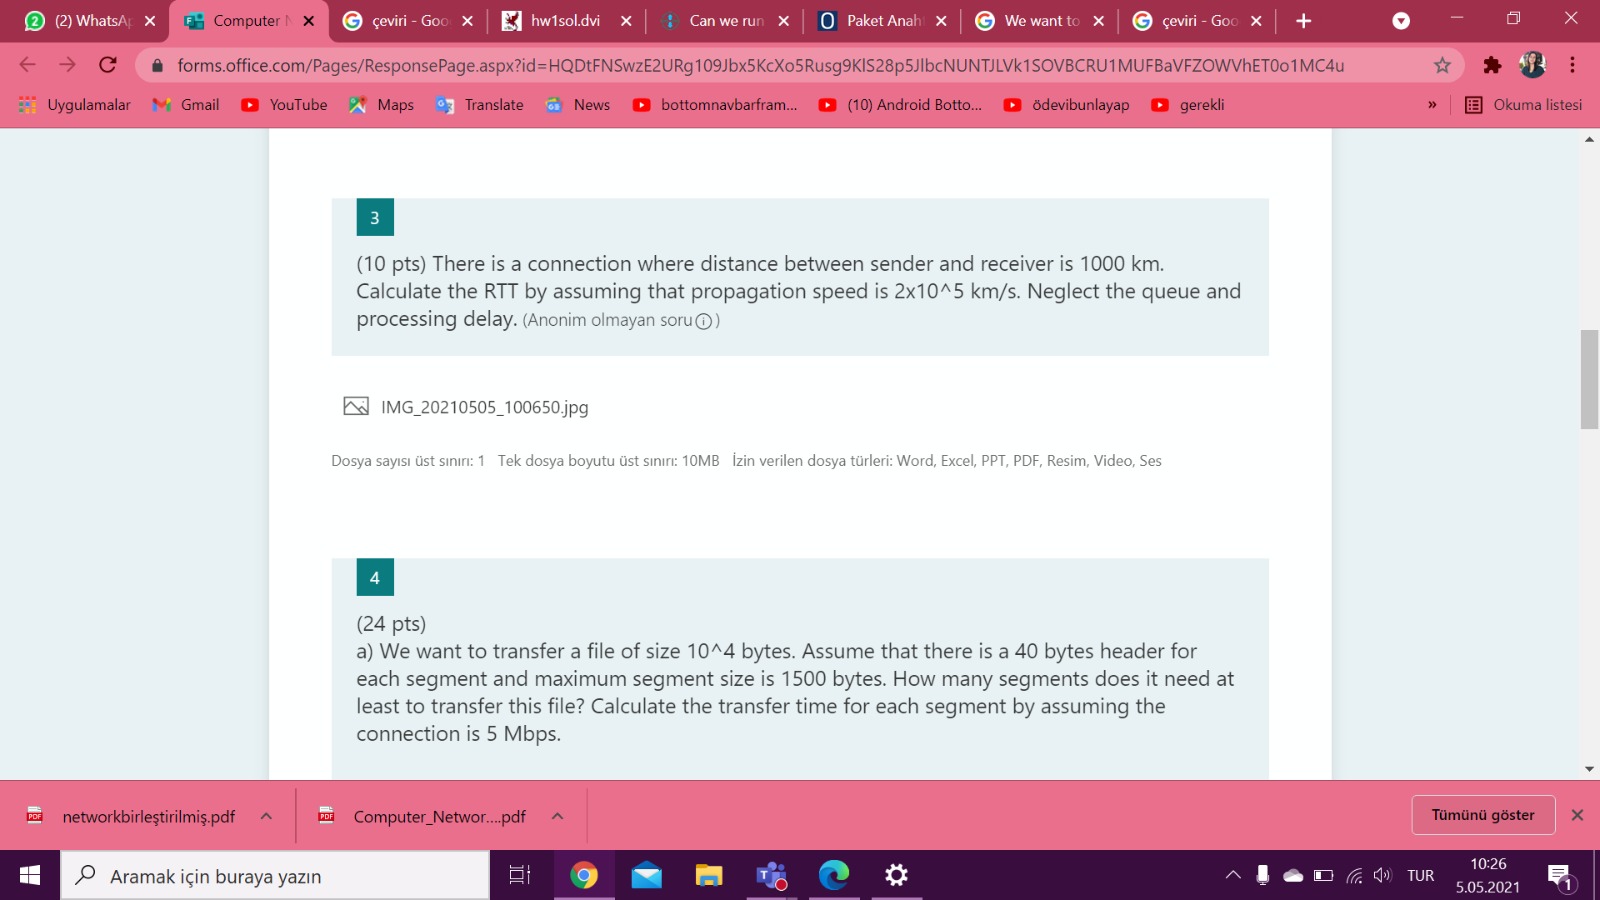 (2) WhatsAp
Computer N
çeviri - Goo
hw1sol.dvi
Can we run
Paket Anaht
We want to
çeviri - Goo
forms.office.com/Pages/ResponsePage.aspx?id=HQDtFNSwzE2URg109Jbx5KcXo5Rusg9KlS28p5JlbcNUNTJLVk1SOVBCRU1MUFBaVFZOWVhET0o1MC4u
Uygulamalar
Gmail
YouTube
Maps
Translate
News
bottomnavbarfram...
(10) Android Botto...
ödevibunlayap
gerekli
»
Okuma listesi
3
(10 pts) There is a connection where distance between sender and receiver is 1000 km.
Calculate the RTT by assuming that propagation speed is 2x10^5 km/s. Neglect the queue and
processing delay. (Anonim olmayan soru)
IMG_20210505_100650.jpg
Dosya sayısı üst sınırı: 1 Tek dosya boyutu üst sınırı: 10MB İzin verilen dosya türleri: Word, Excel, PPT, PDF, Resim, Video, Ses
4
(24 pts)
a) We want to transfer a file of size 10^4 bytes. Assume that there is a 40 bytes header for
each segment and maximum segment size is 1500 bytes. How many segments does it need at
least to transfer this file? Calculate the transfer time for each segment by assuming the
connection is 5 Mbps.
networkbirleştirilmiş.pdf
Computer_Networ....pdf
Tümünü göster
Aramak için buraya yazın
TUR
10:26
5.05.2021
1